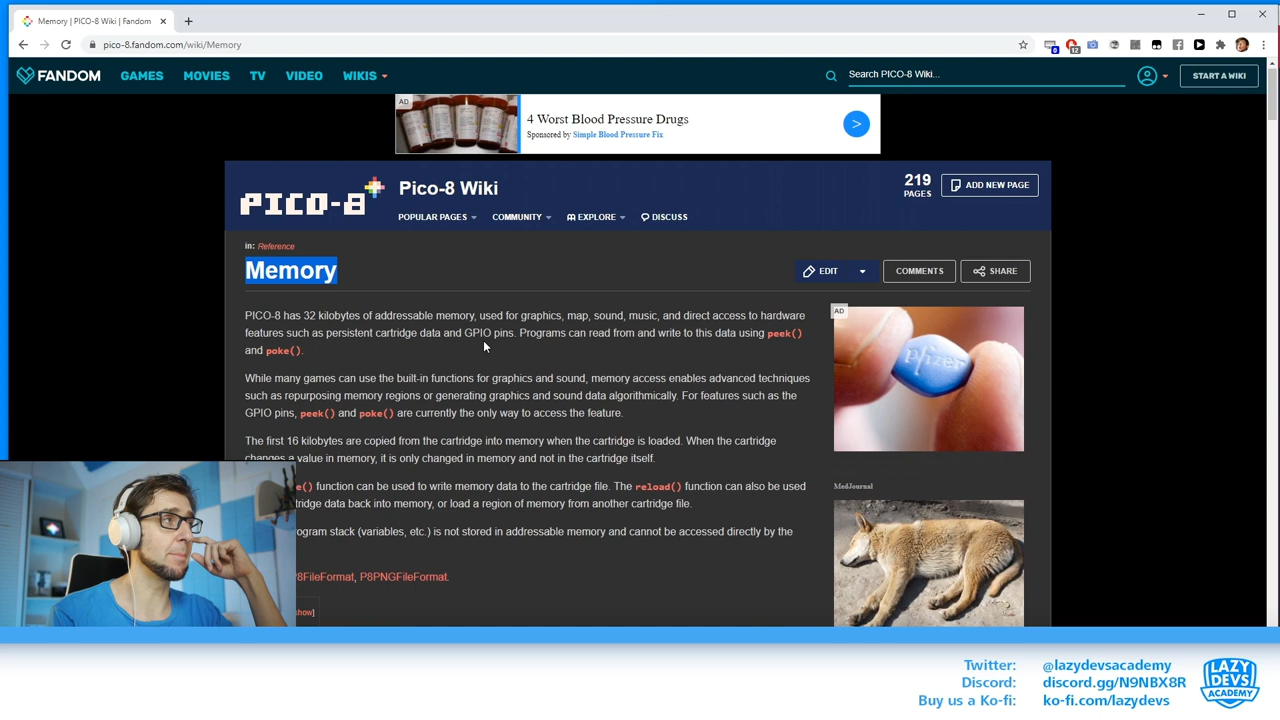 Memory | PICO-8 Wiki | Fandom
pico-8.fandom.com/wiki/Memory
6
12
FANDOM
GAMES
MOVIES
TV
VIDEO
WIKIS
Search PICO-8 Wiki...
START A WIKI
AD
4 Worst Blood Pressure Drugs
Sponsored by Simple Blood Pressure Fix
PICO-8
Pico-8 Wiki
219
PAGES
ADD NEW PAGE
POPULAR PAGES
COMMUNITY
EXPLORE
DISCUSS
in: Reference
Memory
EDIT
COMMENTS
SHARE
PICO-8 has 32 kilobytes of addressable memory, used for graphics, map, sound, music, and direct access to hardware
features such as persistent cartridge data and GPIO pins. Programs can read from and write to this data using peek()
and poke().
While many games can use the built-in functions for graphics and sound, memory access enables advanced techniques
such as repurposing memory regions or generating graphics and sound data algorithmically. For features such as the
GPIO pins, peek() and poke() are currently the only way to access the feature.
The first 16 kilobytes are copied from the cartridge into memory when the cartridge is loaded. When the cartridge
changes a value in memory, it is only changed in memory and not in the cartridge itself.
e() function can be used to write memory data to the cartridge file. The reload() function can also be used
tridge data back into memory, or load a region of memory from another cartridge file.
rogram stack (variables, etc.) is not stored in addressable memory and cannot be accessed directly by the
8FileFormat, P8PNGFileFormat.
how]
AD
pfizer
MedJournal
Twitter: @lazydevsacademy
Discord: discord.gg/N9NBX8R
Buy us a Ko-fi: ko-fi.com/lazydevs
LAZY
DEVS
ACADEMY